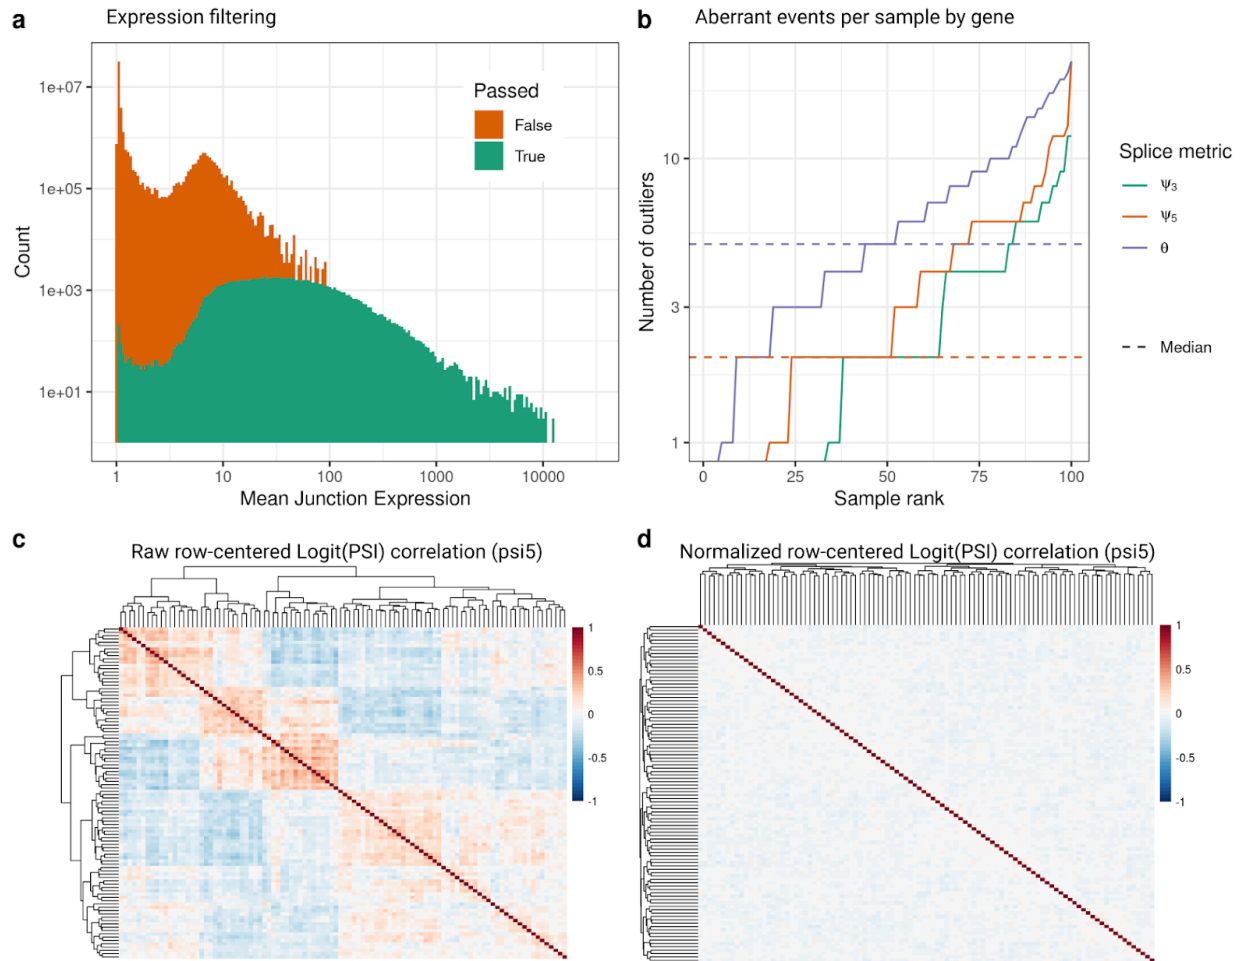 a
Expression filtering
1e+07
1e+05
1e+03
1e+01
Count
1
10
100
1000
10000
Mean Junction Expression
Passed
False
True
b
Aberrant events per sample by gene
10
3
1
Number of outliers
0
25
50
75
100
Sample rank
Splice metric
Ψ₃
Ψ₅
θ
Median
c
Raw row-centered Logit(PSI) correlation (psi5)
1
0.5
0
-0.5
-1
d
Normalized row-centered Logit(PSI) correlation (psi5)
1
0.5
0
-0.5
-1